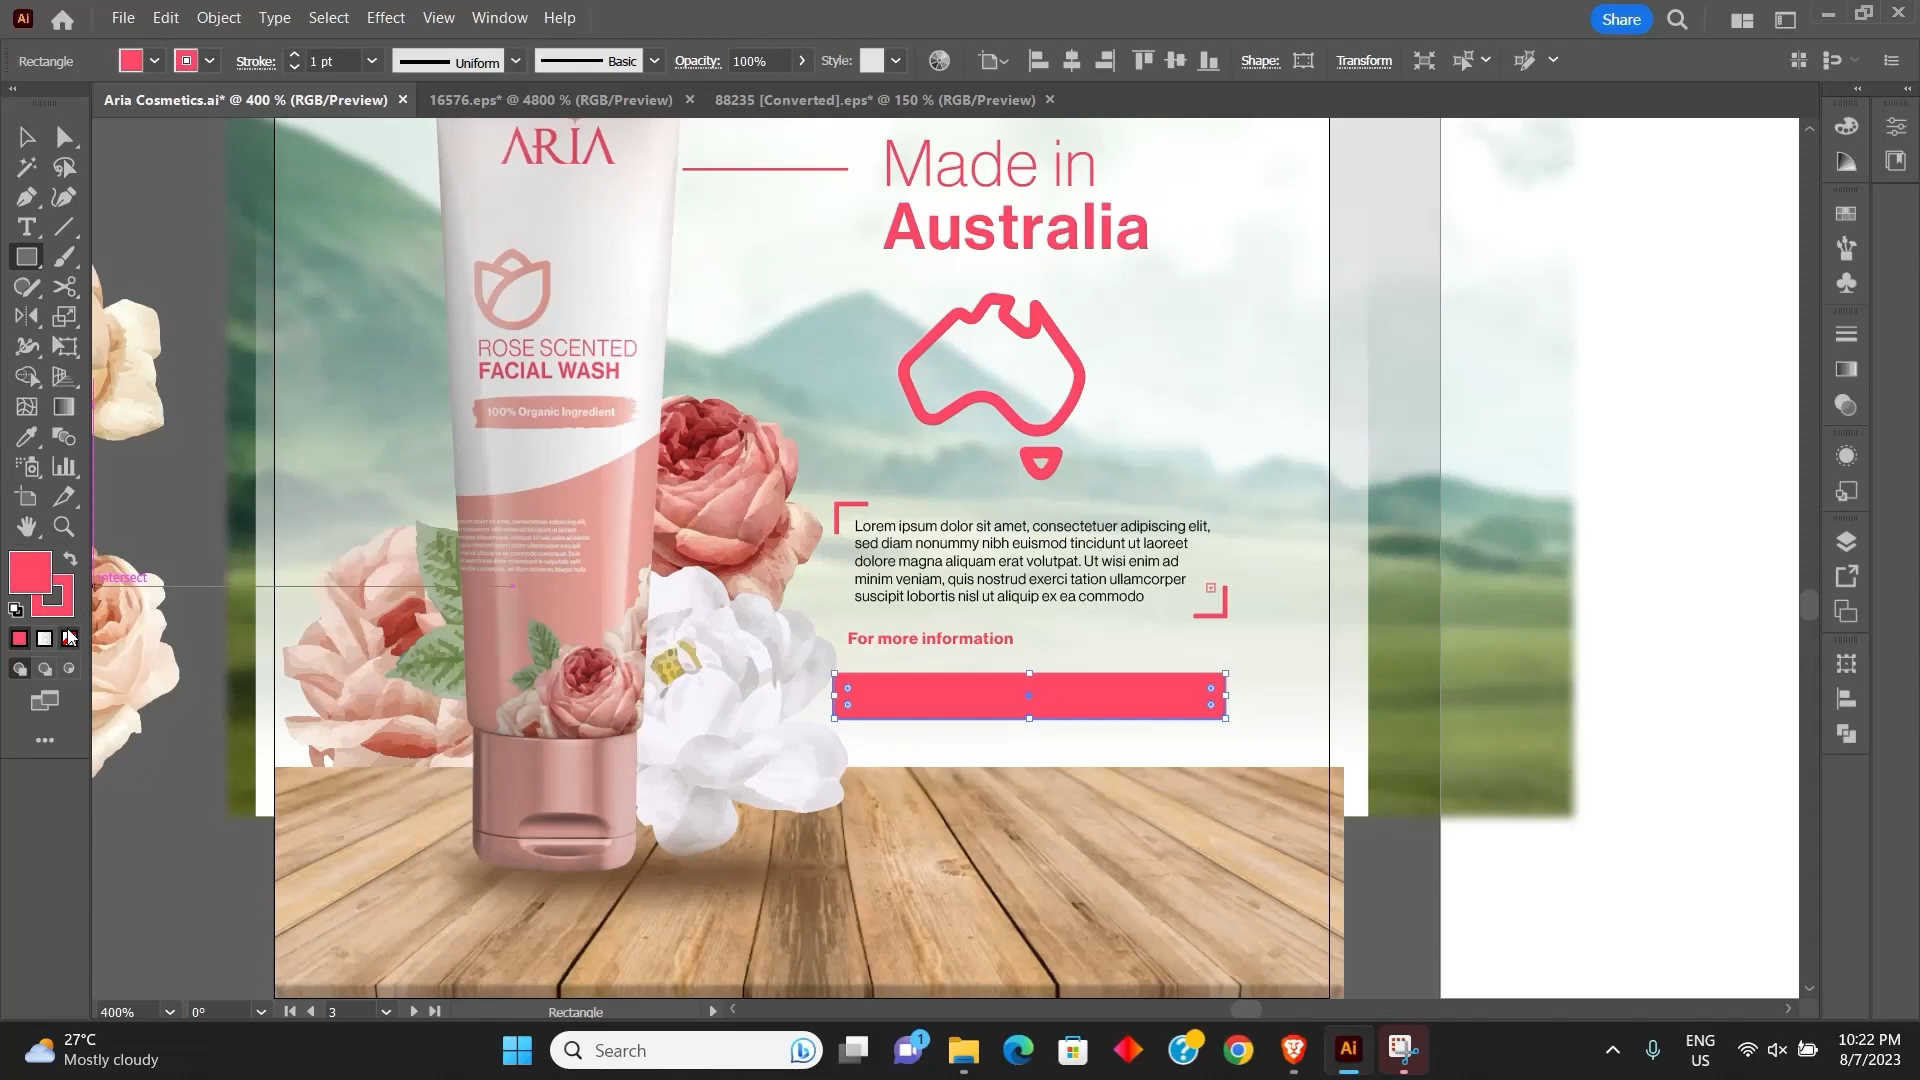 Ai
File Edit Object Type Select Effect View Window Help
Share
Rectangle
Stroke: 1 pt
Uniform
Basic
Opacity: 100%
Style:
Shape:
Transform
Aria Cosmetics.ai* @ 400 % (RGB/Preview)
16576.eps* @ 4800 % (RGB/Preview)
88235 [Converted].eps* @ 150 % (RGB/Preview)
ARIA
Made in
Australia
ROSE SCENTED
FACIAL WASH
100% Organic Ingredient
Lorem ipsum dolor sit amet, consectetuer adipiscing elit,
sed diam nonummy nibh euismod tincidunt ut laoreet
dolore magna aliquam erat volutpat. Ut wisi enim ad
minim veniam, quis nostrud exerci tation ullamcorper
suscipit lobortis nisl ut aliquip ex ea commodo
For more information
intersect
400%
0°
3
Rectangle
27°C
Mostly cloudy
Search
1
Ai
ENG
US
10:22 PM
8/7/2023